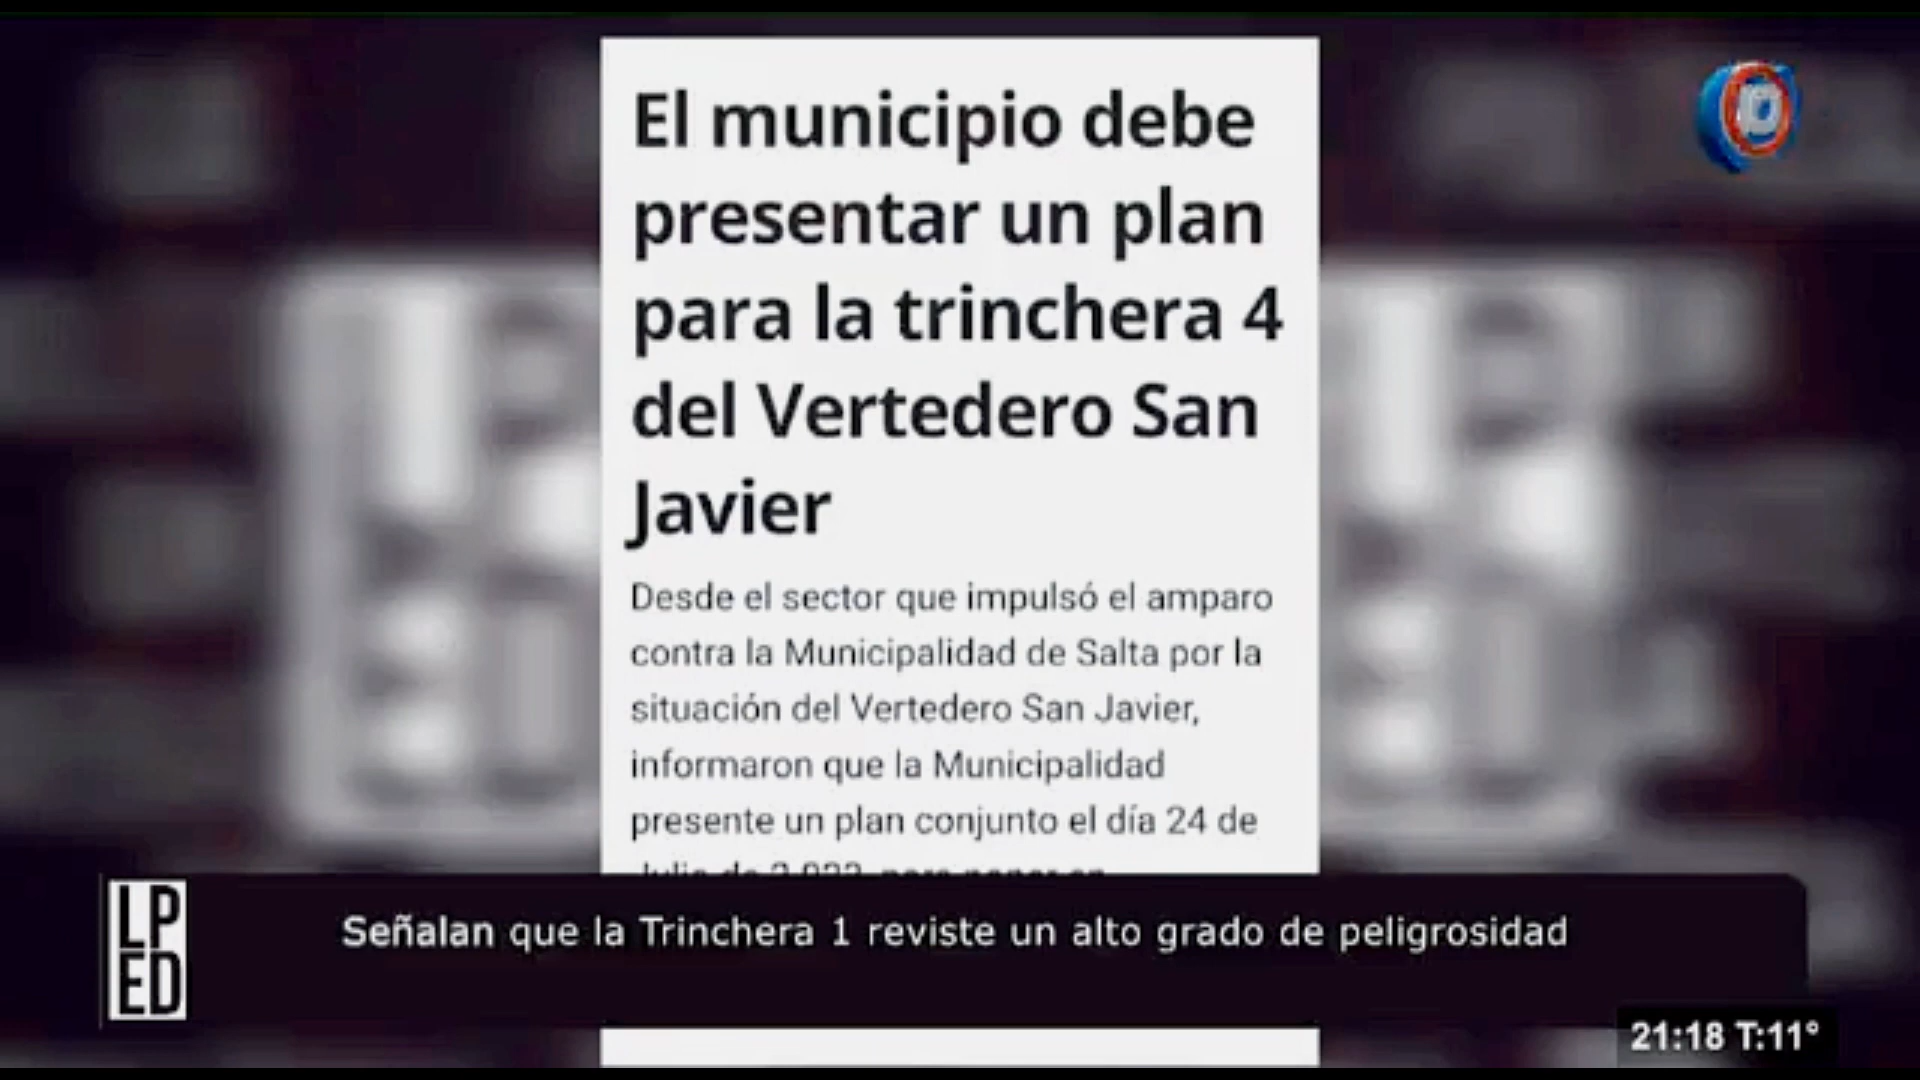 El municipio debe
presentar un plan
para la trinchera 4
del Vertedero San
Javier
Desde el sector que impulsó el amparo
contra la Municipalidad de Salta por la
situación del Vertedero San Javier,
informaron que la Municipalidad
presente un plan conjunto el día 24 de
LP
ED
Señalan que la Trinchera 1 reviste un alto grado de peligrosidad
21:18 T:11°